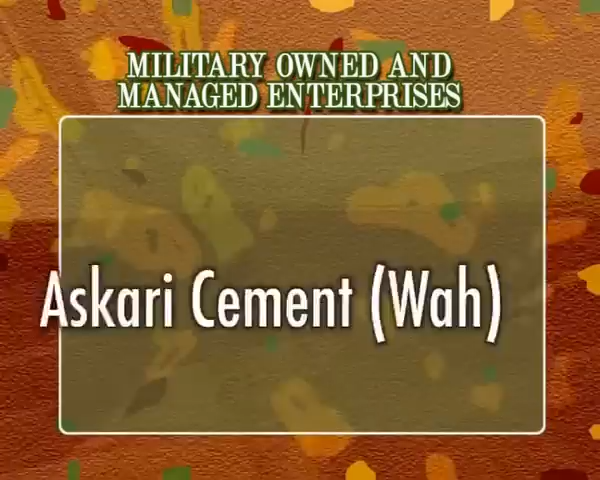 MILITARY OWNED AND
MANAGED ENTERPRISES
Askari Cement (Wah)